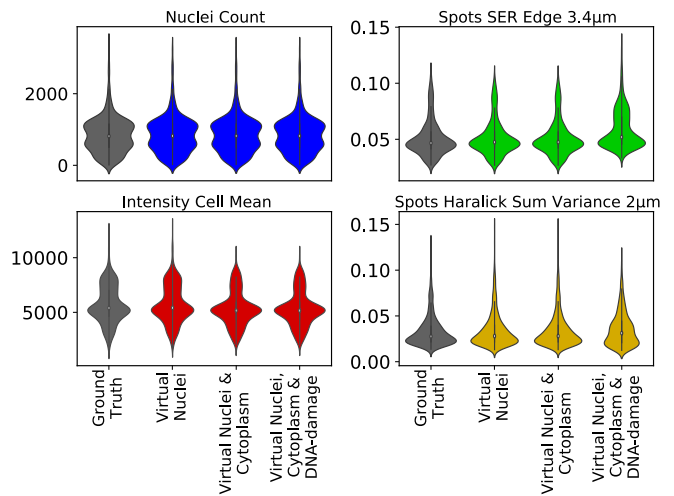 Nuclei Count
2000
0
Spots SER Edge 3.4µm
0.15
0.10
0.05
Intensity Cell Mean
10000
5000
Spots Haralick Sum Variance 2µm
0.15
0.10
0.05
0.00
Ground
Truth
Virtual
Nuclei
Virtual Nuclei &
Cytoplasm
Virtual Nuclei,
Cytoplasm &
DNA-damage
Ground
Truth
Virtual
Nuclei
Virtual Nuclei &
Cytoplasm
Virtual Nuclei,
Cytoplasm &
DNA-damage